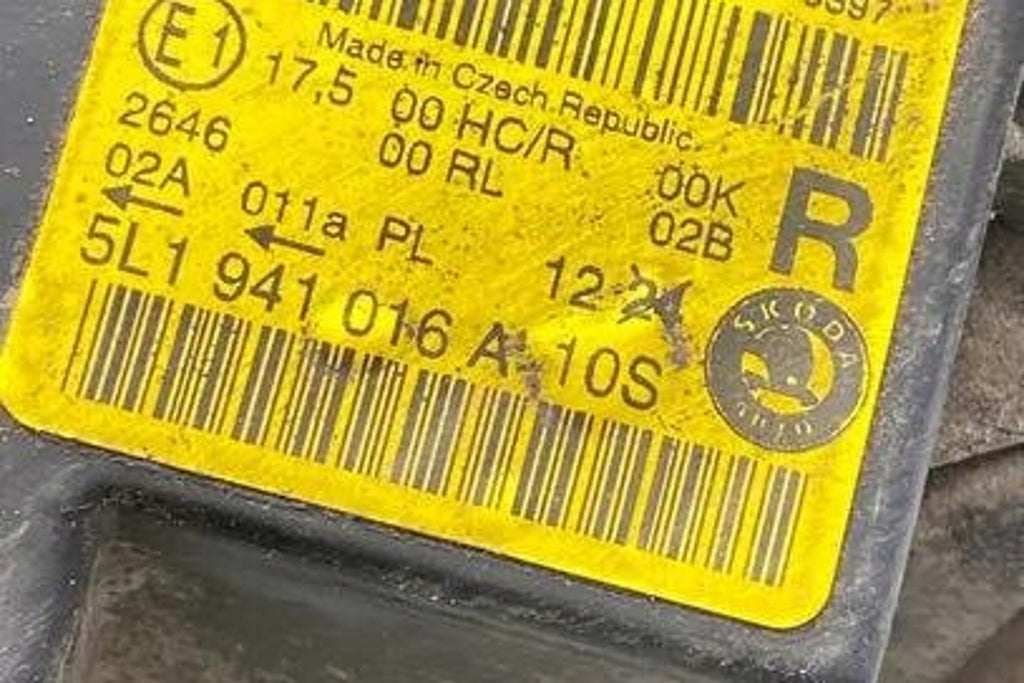 E1
Made in Czech Republic
17,5 00 HC/R 00K
2646 00 RL 02B
02A 011a PL R
12
5L1 941 016 A 10S
SKODA AUTO